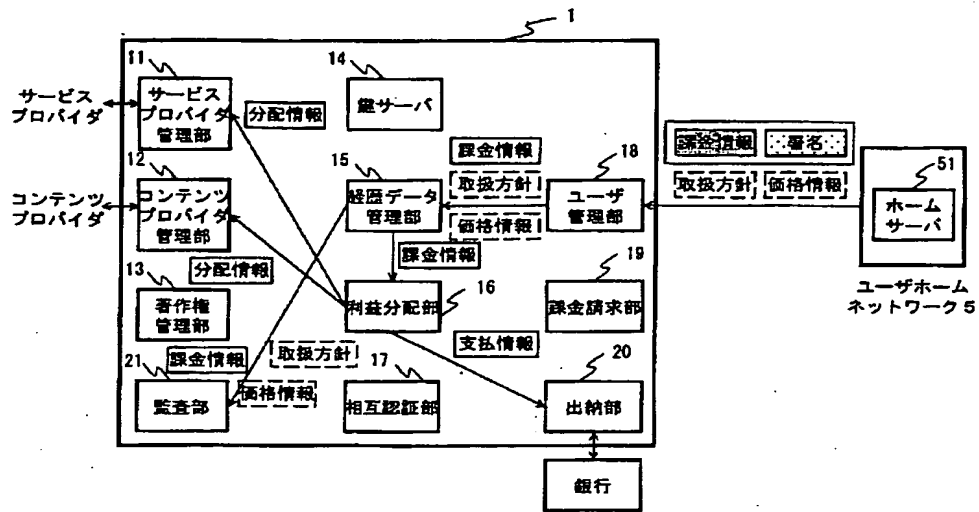 1
11
サービス
プロバイダ
サービス
プロバイダ
管理部
分配情報
14
鍵サーバ
12
コンテンツ
プロバイダ
コンテンツ
プロバイダ
管理部
15
経歴データ
管理部
課金情報
取扱方針
価格情報
18
ユーザ
管理部
課金情報
署名
取扱方針
価格情報
51
ホーム
サーバ
ユーザホーム
ネットワーク5
課金情報
13
分配情報
著作権
管理部
16
利益分配部
19
課金請求部
支払情報
21
課金情報
取扱方針
価格情報
監査部
17
相互認証部
20
出納部
銀行